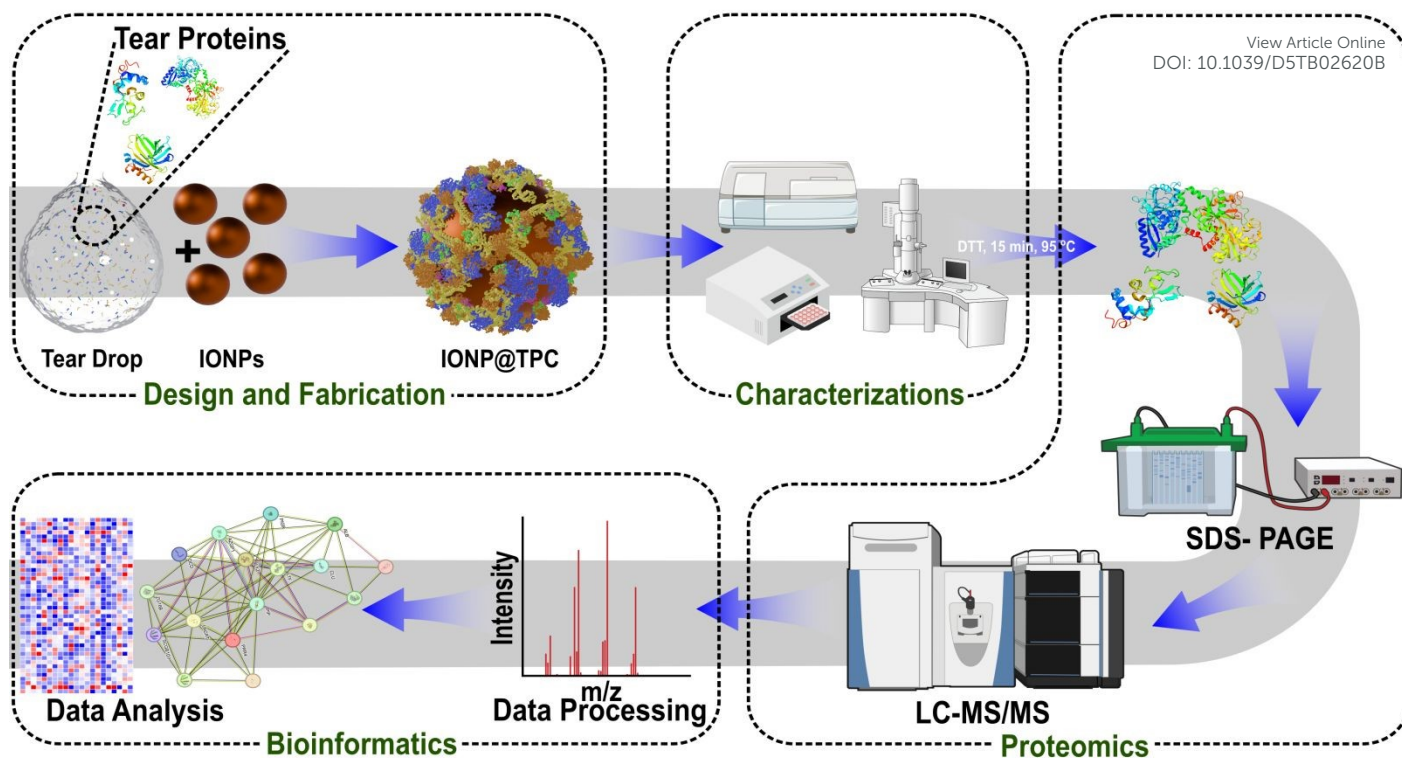 Tear Proteins
View Article Online
DOI: 10.1039/D5TB02620B
+
DTT, 15 min, 95 °C
Tear Drop
IONPs
IONP@TPC
Design and Fabrication
Characterizations
SDS- PAGE
LC-MS/MS
Proteomics
Intensity
m/z
Data Processing
Data Analysis
Bioinformatics